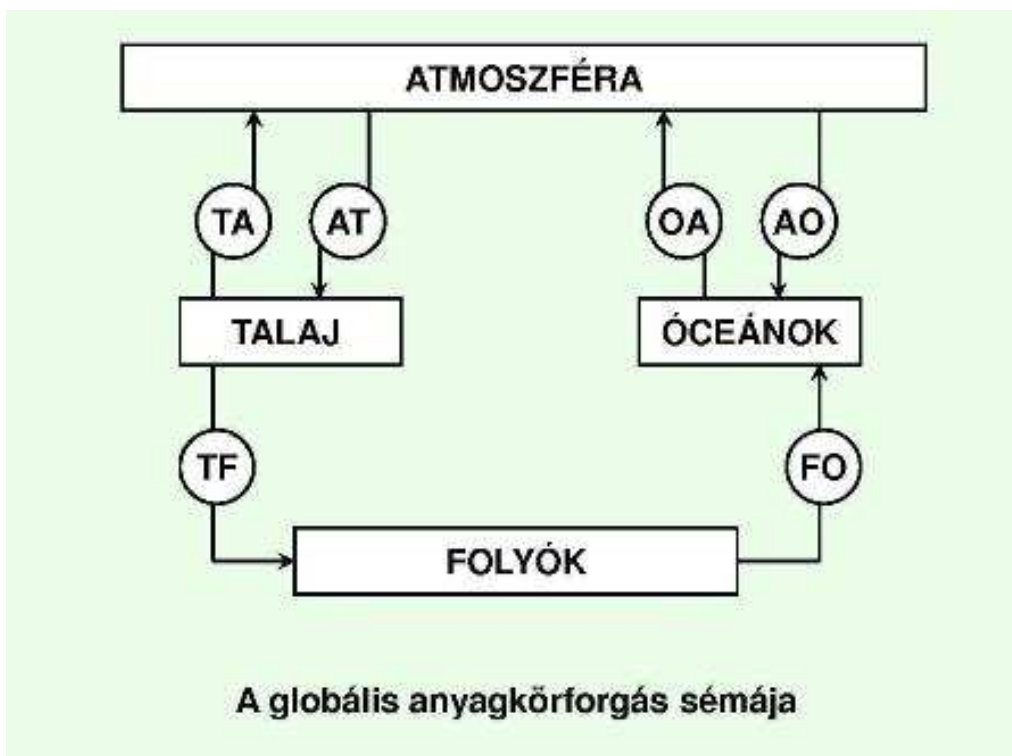 ATMOSZFÉRA
TA AT OA AO
TALAJ ÓCEÁNOK
TF FO
FOLYÓK
A globális anyagkörforgás sémája